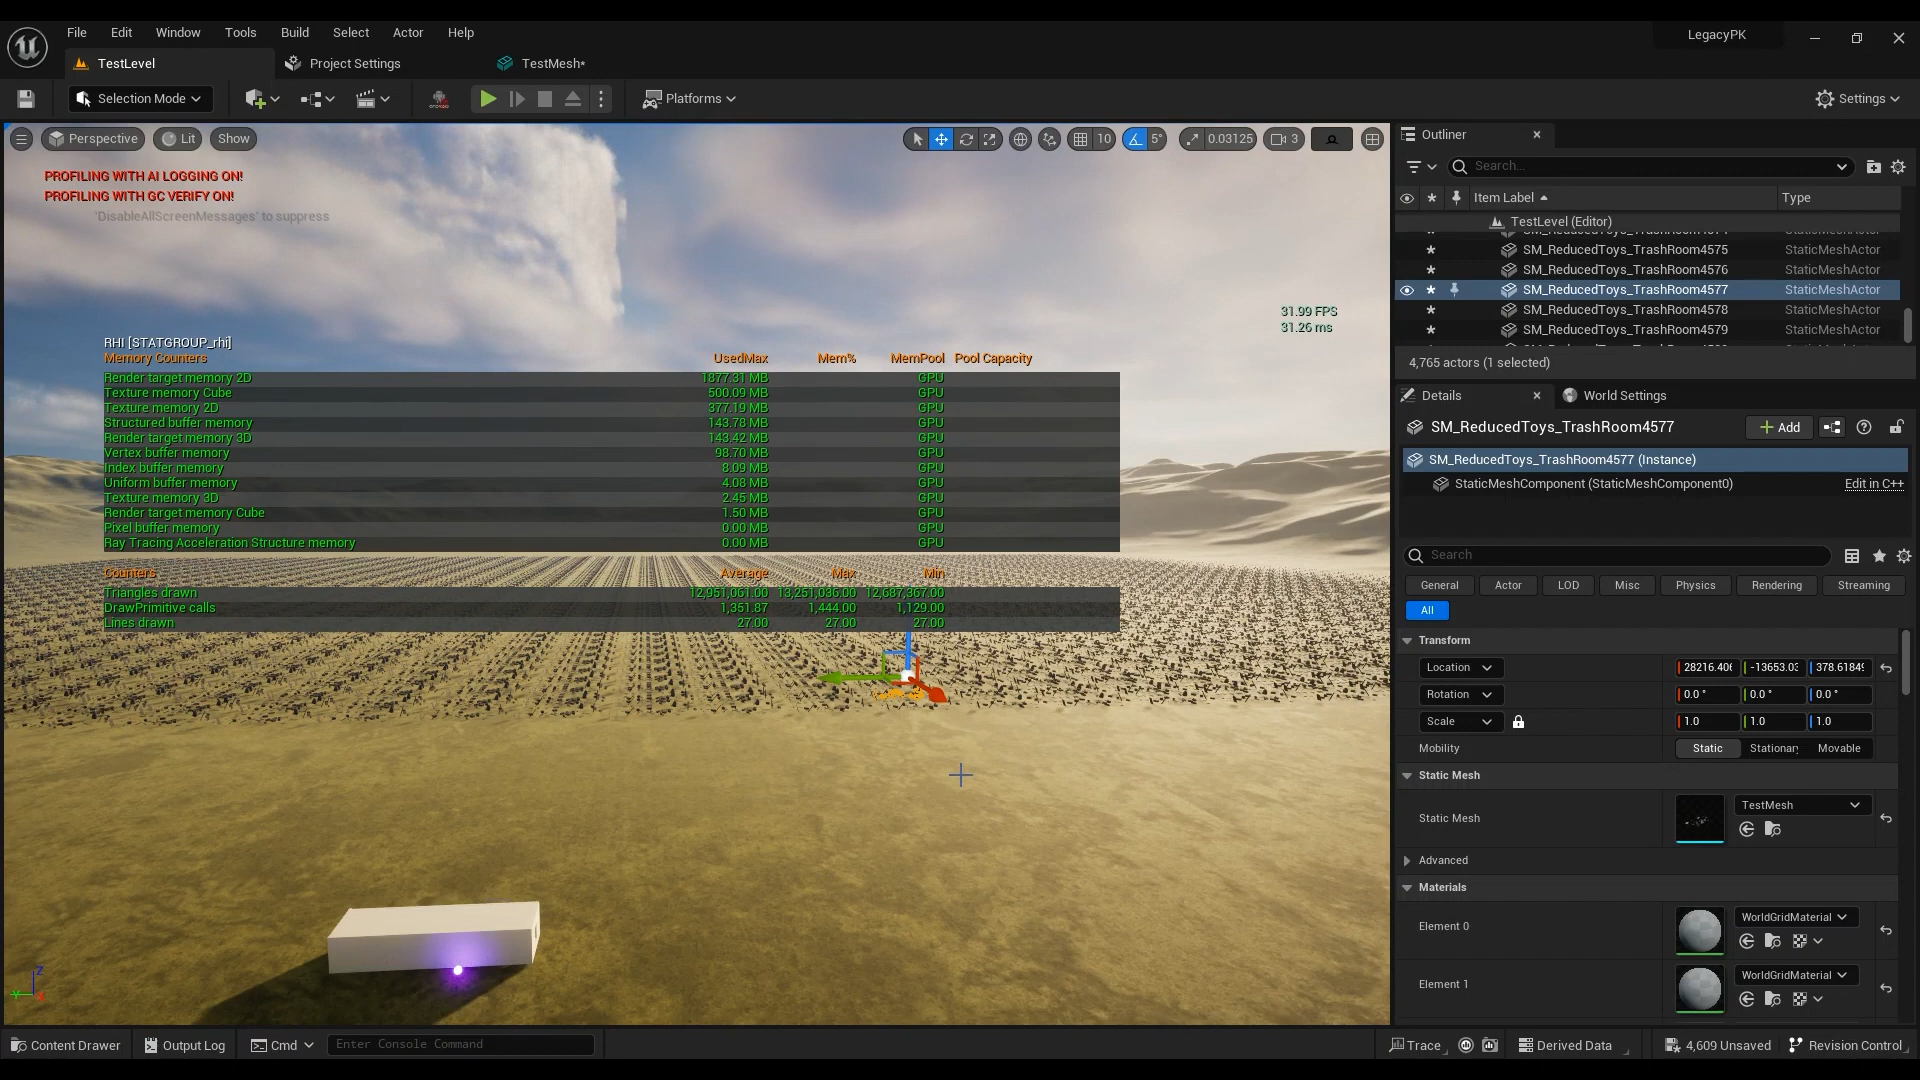 File Edit Window Tools Build Select Actor Help
LegacyPK
TestLevel
Project Settings
TestMesh*
Selection Mode
Platforms
Settings
Perspective
Lit
Show
10
5°
0.03125
3
PROFILING WITH AI LOGGING ON!
PROFILING WITH GC VERIFY ON!
'DisableAllScreenMessages' to suppress
31.99 FPS
31.26 ms
RHI [STATGROUP_rhi]
Memory Counters UsedMax Mem% MemPool Pool Capacity
Render target memory 2D 1877.31 MB GPU
Texture memory Cube 500.09 MB GPU
Texture memory 2D 377.19 MB GPU
Structured buffer memory 143.78 MB GPU
Render target memory 3D 143.42 MB GPU
Vertex buffer memory 98.70 MB GPU
Index buffer memory 8.09 MB GPU
Uniform buffer memory 4.08 MB GPU
Texture memory 3D 2.45 MB GPU
Render target memory Cube 1.50 MB GPU
Pixel buffer memory 0.00 MB GPU
Ray Tracing Acceleration Structure memory 0.00 MB GPU
Counters Average Max Min
Triangles drawn 12,951,061.00 13,251,036.00 12,687,367.00
DrawPrimitive calls 1,351.87 1,444.00 1,129.00
Lines drawn 27.00 27.00 27.00
Z
Outliner
Search...
Item Label Type
TestLevel (Editor)
SM_ReducedToys_TrashRoom4575 StaticMeshActor
SM_ReducedToys_TrashRoom4576 StaticMeshActor
SM_ReducedToys_TrashRoom4577 StaticMeshActor
SM_ReducedToys_TrashRoom4578 StaticMeshActor
SM_ReducedToys_TrashRoom4579 StaticMeshActor
4,765 actors (1 selected)
Details
World Settings
SM_ReducedToys_TrashRoom4577
Add
SM_ReducedToys_TrashRoom4577 (Instance)
StaticMeshComponent (StaticMeshComponent0) Edit in C++
Search
General Actor LOD Misc Physics Rendering Streaming
All
Transform
Location 28216.406 -13653.03 378.61849
Rotation 0.0 ° 0.0 ° 0.0 °
Scale 1.0 1.0 1.0
Mobility Static Stationary Movable
Static Mesh
Static Mesh TestMesh
Advanced
Materials
Element 0 WorldGridMaterial
Element 1 WorldGridMaterial
Content Drawer
Output Log
Cmd
Enter Console Command
Trace
Derived Data
4,609 Unsaved
Revision Control